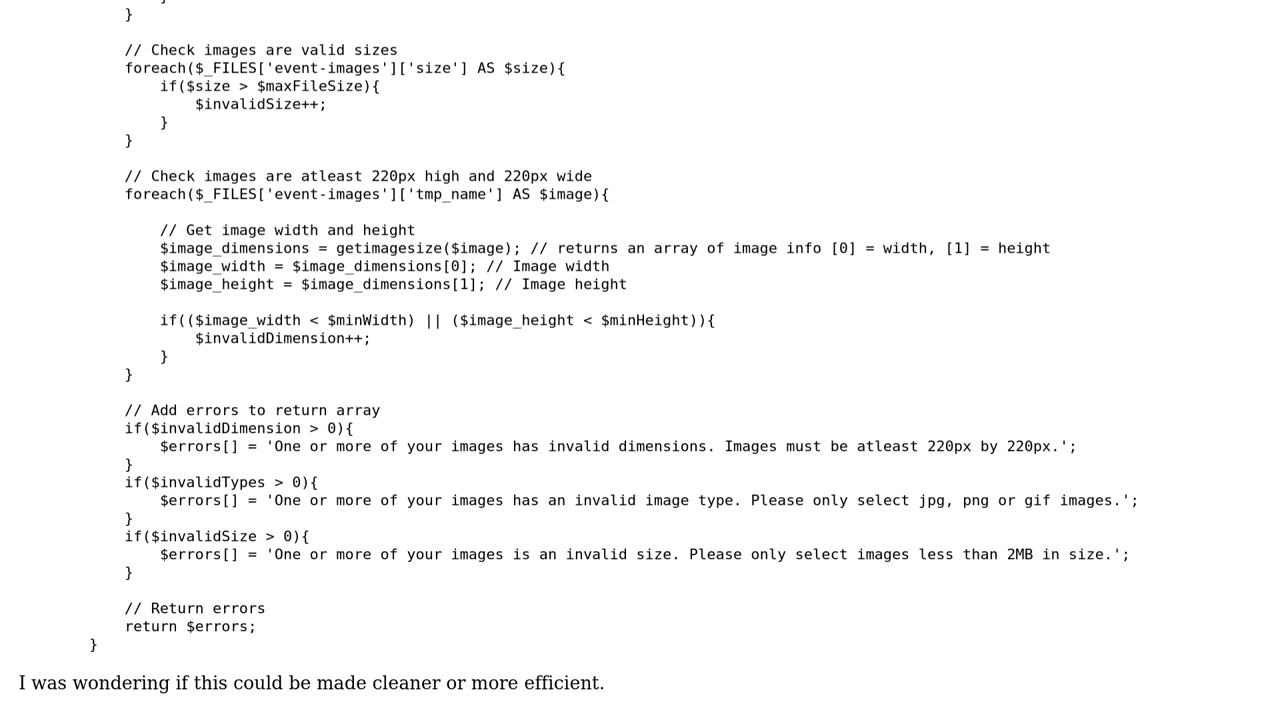 }
}
// Check images are valid sizes
foreach($_FILES['event-images']['size'] AS $size){
if($size > $maxFileSize){
$invalidSize++;
}
}
// Check images are atleast 220px high and 220px wide
foreach($_FILES['event-images']['tmp_name'] AS $image){
// Get image width and height
$image_dimensions = getimagesize($image); // returns an array of image info [0] = width, [1] = height
$image_width = $image_dimensions[0]; // Image width
$image_height = $image_dimensions[1]; // Image height
if(($image_width < $minWidth) || ($image_height < $minHeight)){
$invalidDimension++;
}
}
// Add errors to return array
if($invalidDimension > 0){
$errors[] = 'One or more of your images has invalid dimensions. Images must be atleast 220px by 220px.';
}
if($invalidTypes > 0){
$errors[] = 'One or more of your images has an invalid image type. Please only select jpg, png or gif images.';
}
if($invalidSize > 0){
$errors[] = 'One or more of your images is an invalid size. Please only select images less than 2MB in size.';
}
// Return errors
return $errors;
}
I was wondering if this could be made cleaner or more efficient.